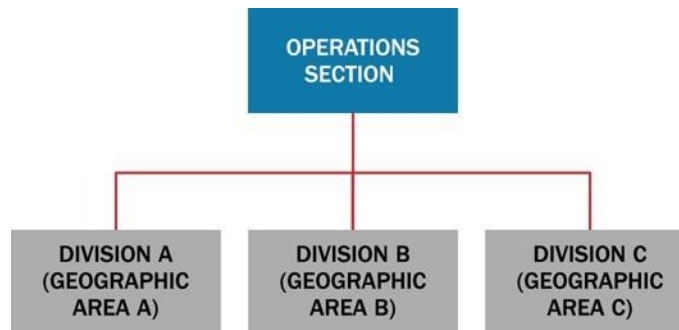 OPERATIONS
SECTION
DIVISION A
(GEOGRAPHIC
AREA A)
DIVISION B
(GEOGRAPHIC
AREA B)
DIVISION C
(GEOGRAPHIC
AREA C)